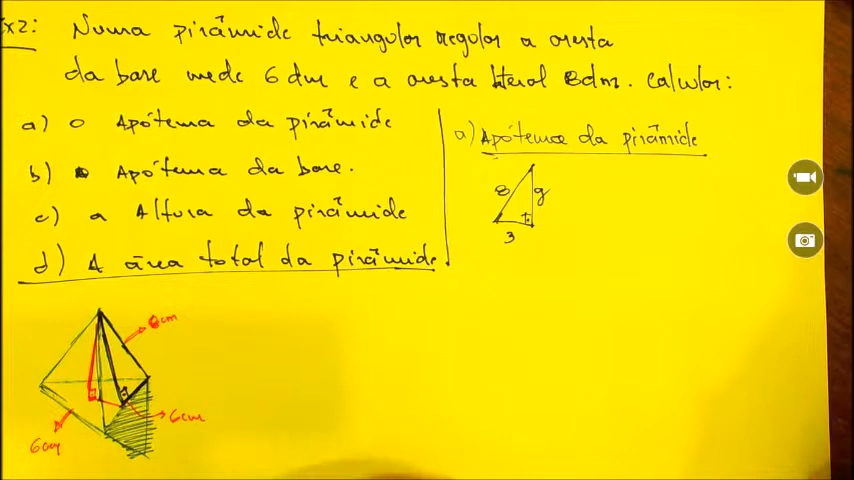 Ex2: Numa pirâmide triangular regular a aresta
da base mede 6 dm e a aresta lateral 8dm. Calcular:
a) o Apótema da pirâmide
b) o Apótema da base.
c) a Altura da pirâmide
d) A área total da pirâmide
a) Apótema da pirâmide
8 g
3
8cm
6cm
6cm